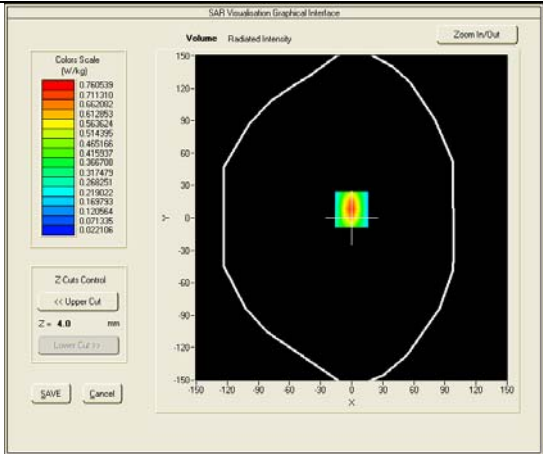 SAR Visualisation Graphical Interface
Volume Radiated Intensity
Zoom In/Out
Colors Scale
(W/kg)
0.760539
0.711310
0.662082
0.612853
0.563624
0.514395
0.465166
0.415937
0.366708
0.317479
0.268251
0.219022
0.169793
0.120564
0.071335
0.022106
Z Cuts Control
<< Upper Cut
Z = 4.0 mm
Lower Cut >>
SAVE Cancel
150
120
90
60
30
0
-30
-60
-90
-120
-150
Y
-150 -120 -90 -60 -30 0 30 60 90 120 150
X